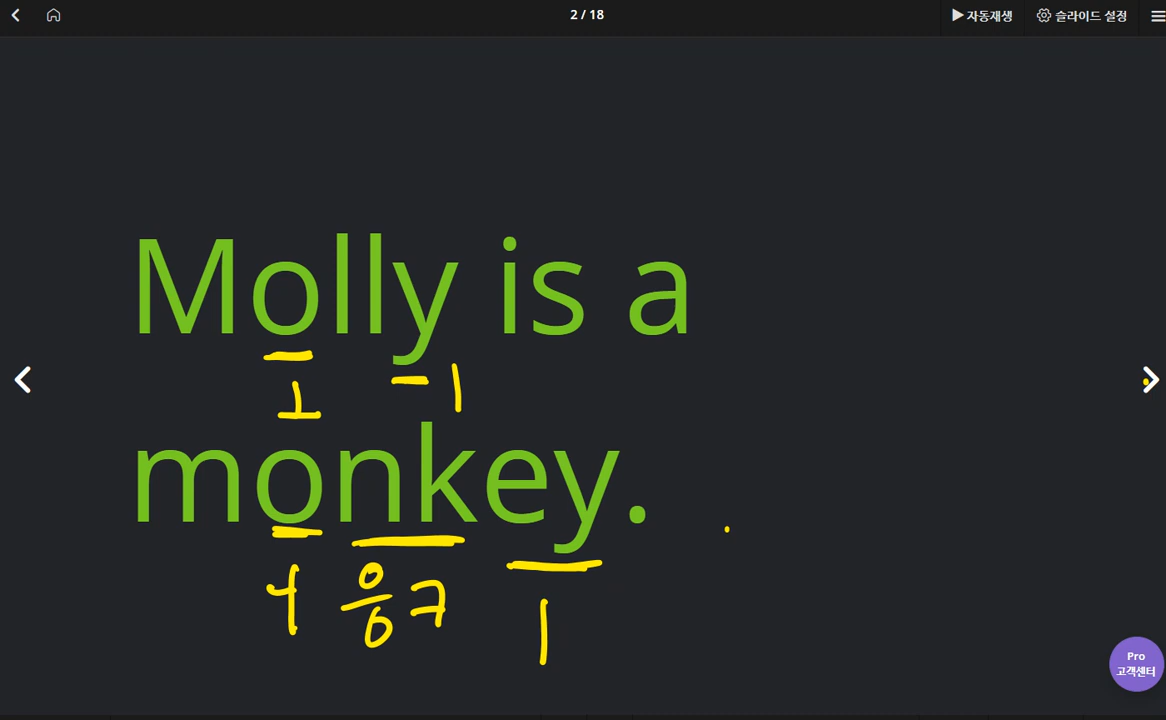 2 / 18
자동재생
슬라이드 설정
Molly is a
ㅗ ㅣ
monkey.
ㅓ 응ㅋ ㅣ
Pro
고객센터